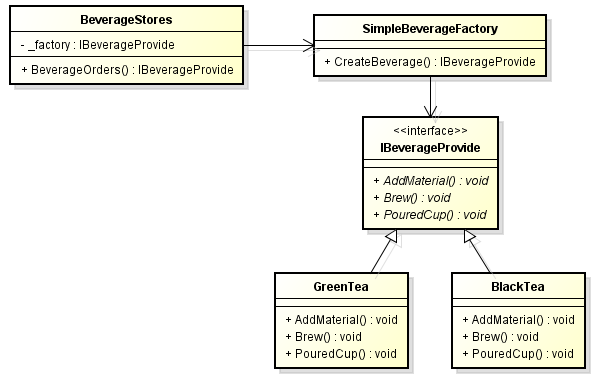 BeverageStores
- _factory : IBeverageProvide
+ BeverageOrders() : IBeverageProvide
SimpleBeverageFactory
+ CreateBeverage() : IBeverageProvide
<<interface>>
IBeverageProvide
+ AddMaterial() : void
+ Brew() : void
+ PouredCup() : void
GreenTea
+ AddMaterial() : void
+ Brew() : void
+ PouredCup() : void
BlackTea
+ AddMaterial() : void
+ Brew() : void
+ PouredCup() : void